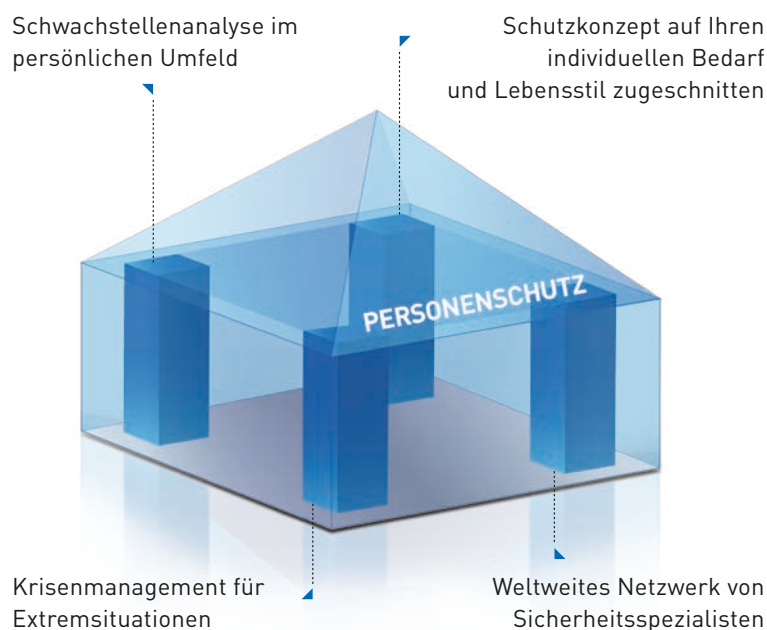 Schwachstellenanalyse im
persönlichen Umfeld
Schutzkonzept auf Ihren
individuellen Bedarf
und Lebensstil zugeschnitten
PERSONENSCHUTZ
Krisenmanagement für
Extremsituationen
Weltweites Netzwerk von
Sicherheitsspezialisten